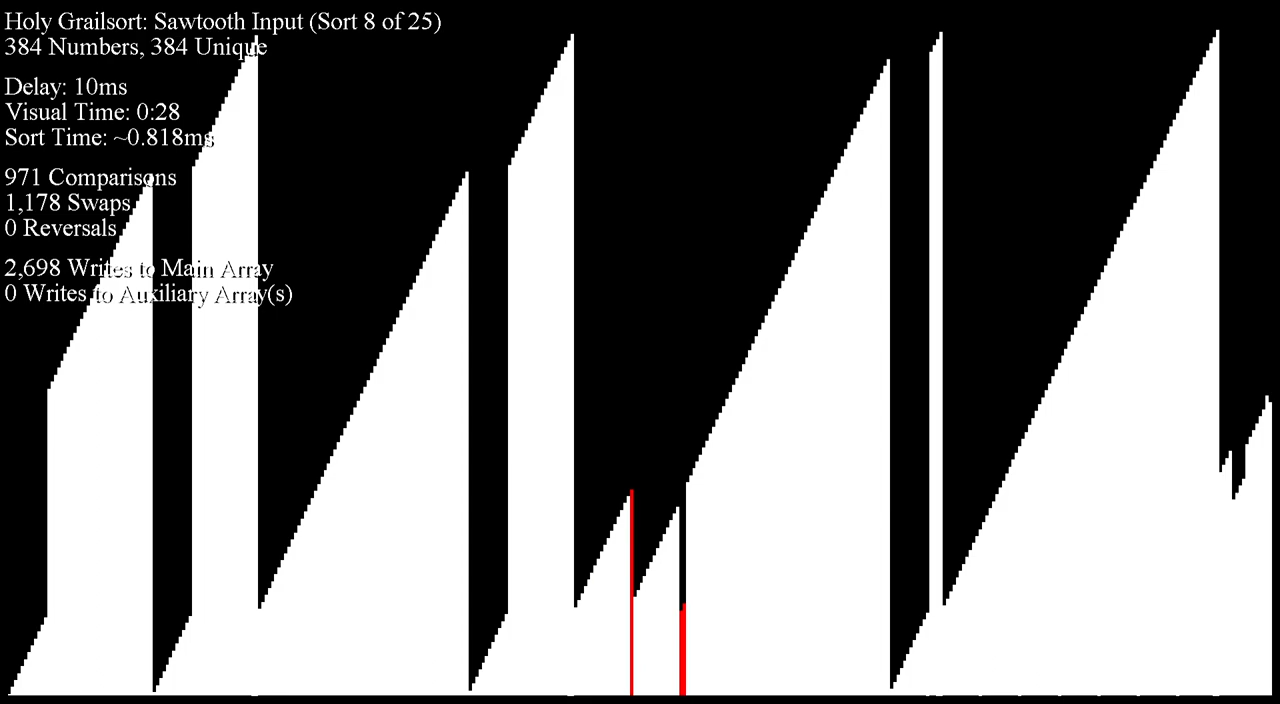 Holy Grailsort: Sawtooth Input (Sort 8 of 25)
384 Numbers, 384 Unique
Delay: 10ms
Visual Time: 0:28
Sort Time: ~0.818ms
971 Comparisons
1,178 Swaps
0 Reversals
2,698 Writes to Main Array
0 Writes to Auxiliary Array(s)